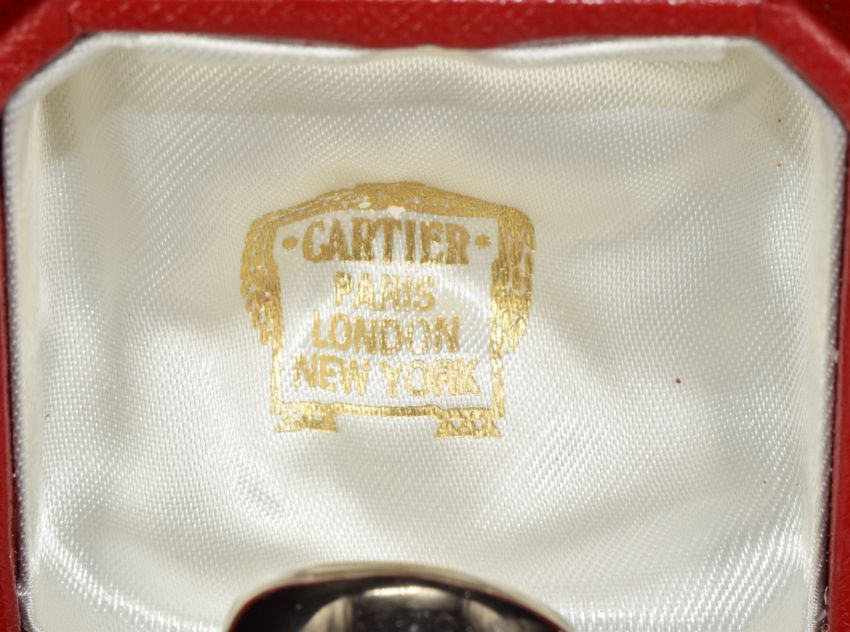 • CARTIER •
PARIS
LONDON
NEW YORK